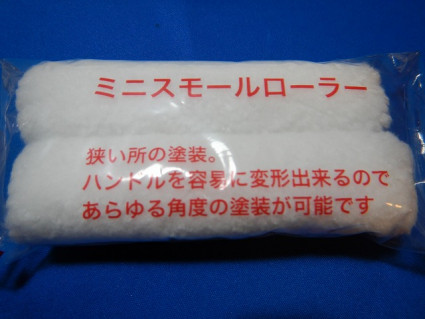 ミニスモールローラー
狭い所の塗装。
ハンドルを容易に変形出来るので
あらゆる角度の塗装が可能です